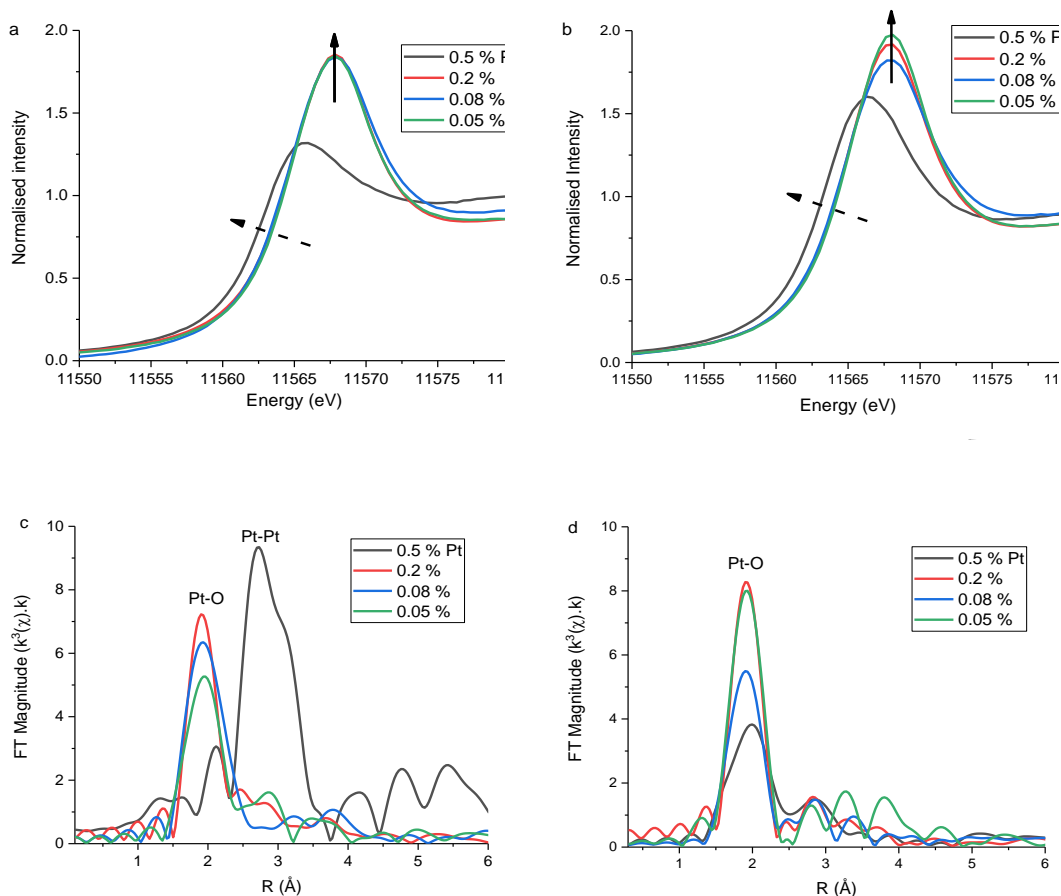 a
2.0
1.5
1.0
0.5
0.0
Normalised intensity
0.5 % P
0.2 %
0.08 %
0.05 %
11550 11555 11560 11565 11570 11575 11
Energy (eV)
b
2.0
1.5
1.0
0.5
0.0
Normalised Intensity
0.5 % P
0.2 %
0.08 %
0.05 %
11550 11555 11560 11565 11570 11575 11
Energy (eV)
c
10
8
6
4
2
0
FT Magnitude (k³(χ).k)
Pt-Pt
Pt-O
0.5 % Pt
0.2 %
0.08 %
0.05 %
1 2 3 4 5 6
R (Å)
d
10
8
6
4
2
0
FT Magnitude (k³(χ).k)
Pt-O
0.5 % Pt
0.2 %
0.08 %
0.05 %
1 2 3 4 5 6
R (Å)